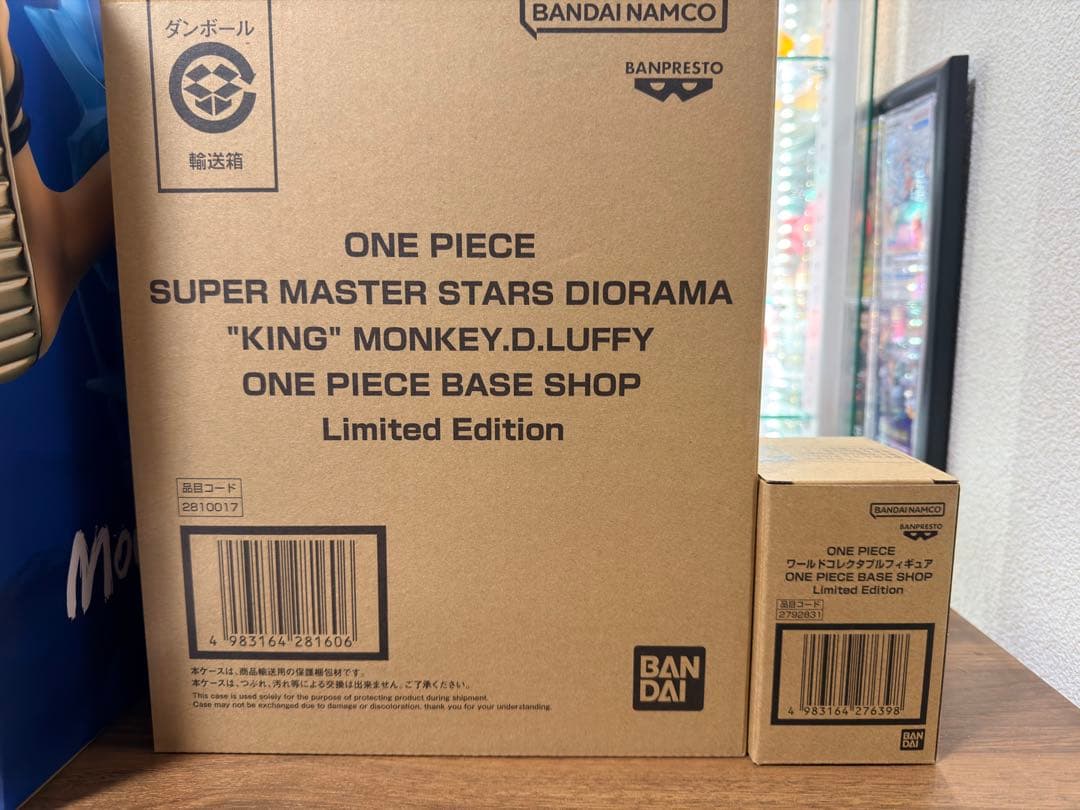 ダンボール
輸送箱
BANDAI NAMCO
BANPRESTO
ONE PIECE
SUPER MASTER STARS DIORAMA
"KING" MONKEY.D.LUFFY
ONE PIECE BASE SHOP
Limited Edition
品目コード
2810017
4 983164 281606
本ケースは、商品輸送用の保護梱包材です。
本ケースは、つぶれ、汚れ等による交換は出来ません。ご了承ください。
This case is used solely for the purpose of protecting product during shipment.
Case may not be exchanged due to damage or discoloration, thank you for your understanding.
BAN
DAI
BANDAI NAMCO
BANPRESTO
ONE PIECE
ワールドコレクタブルフィギュア
ONE PIECE BASE SHOP
Limited Edition
品目コード
2792831
4 983164 276398
BAN
DAI